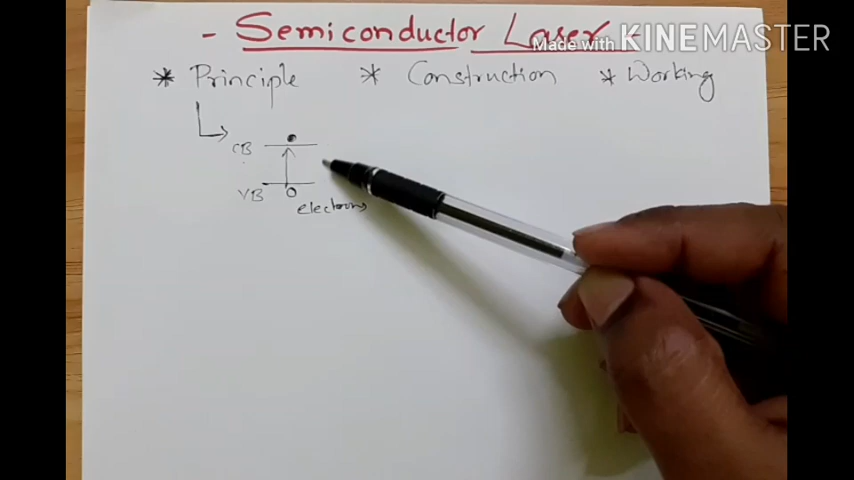 - Semiconductor Laser -
Made with KINEMASTER
* Principle * Construction * Working
CB
VB
electrons